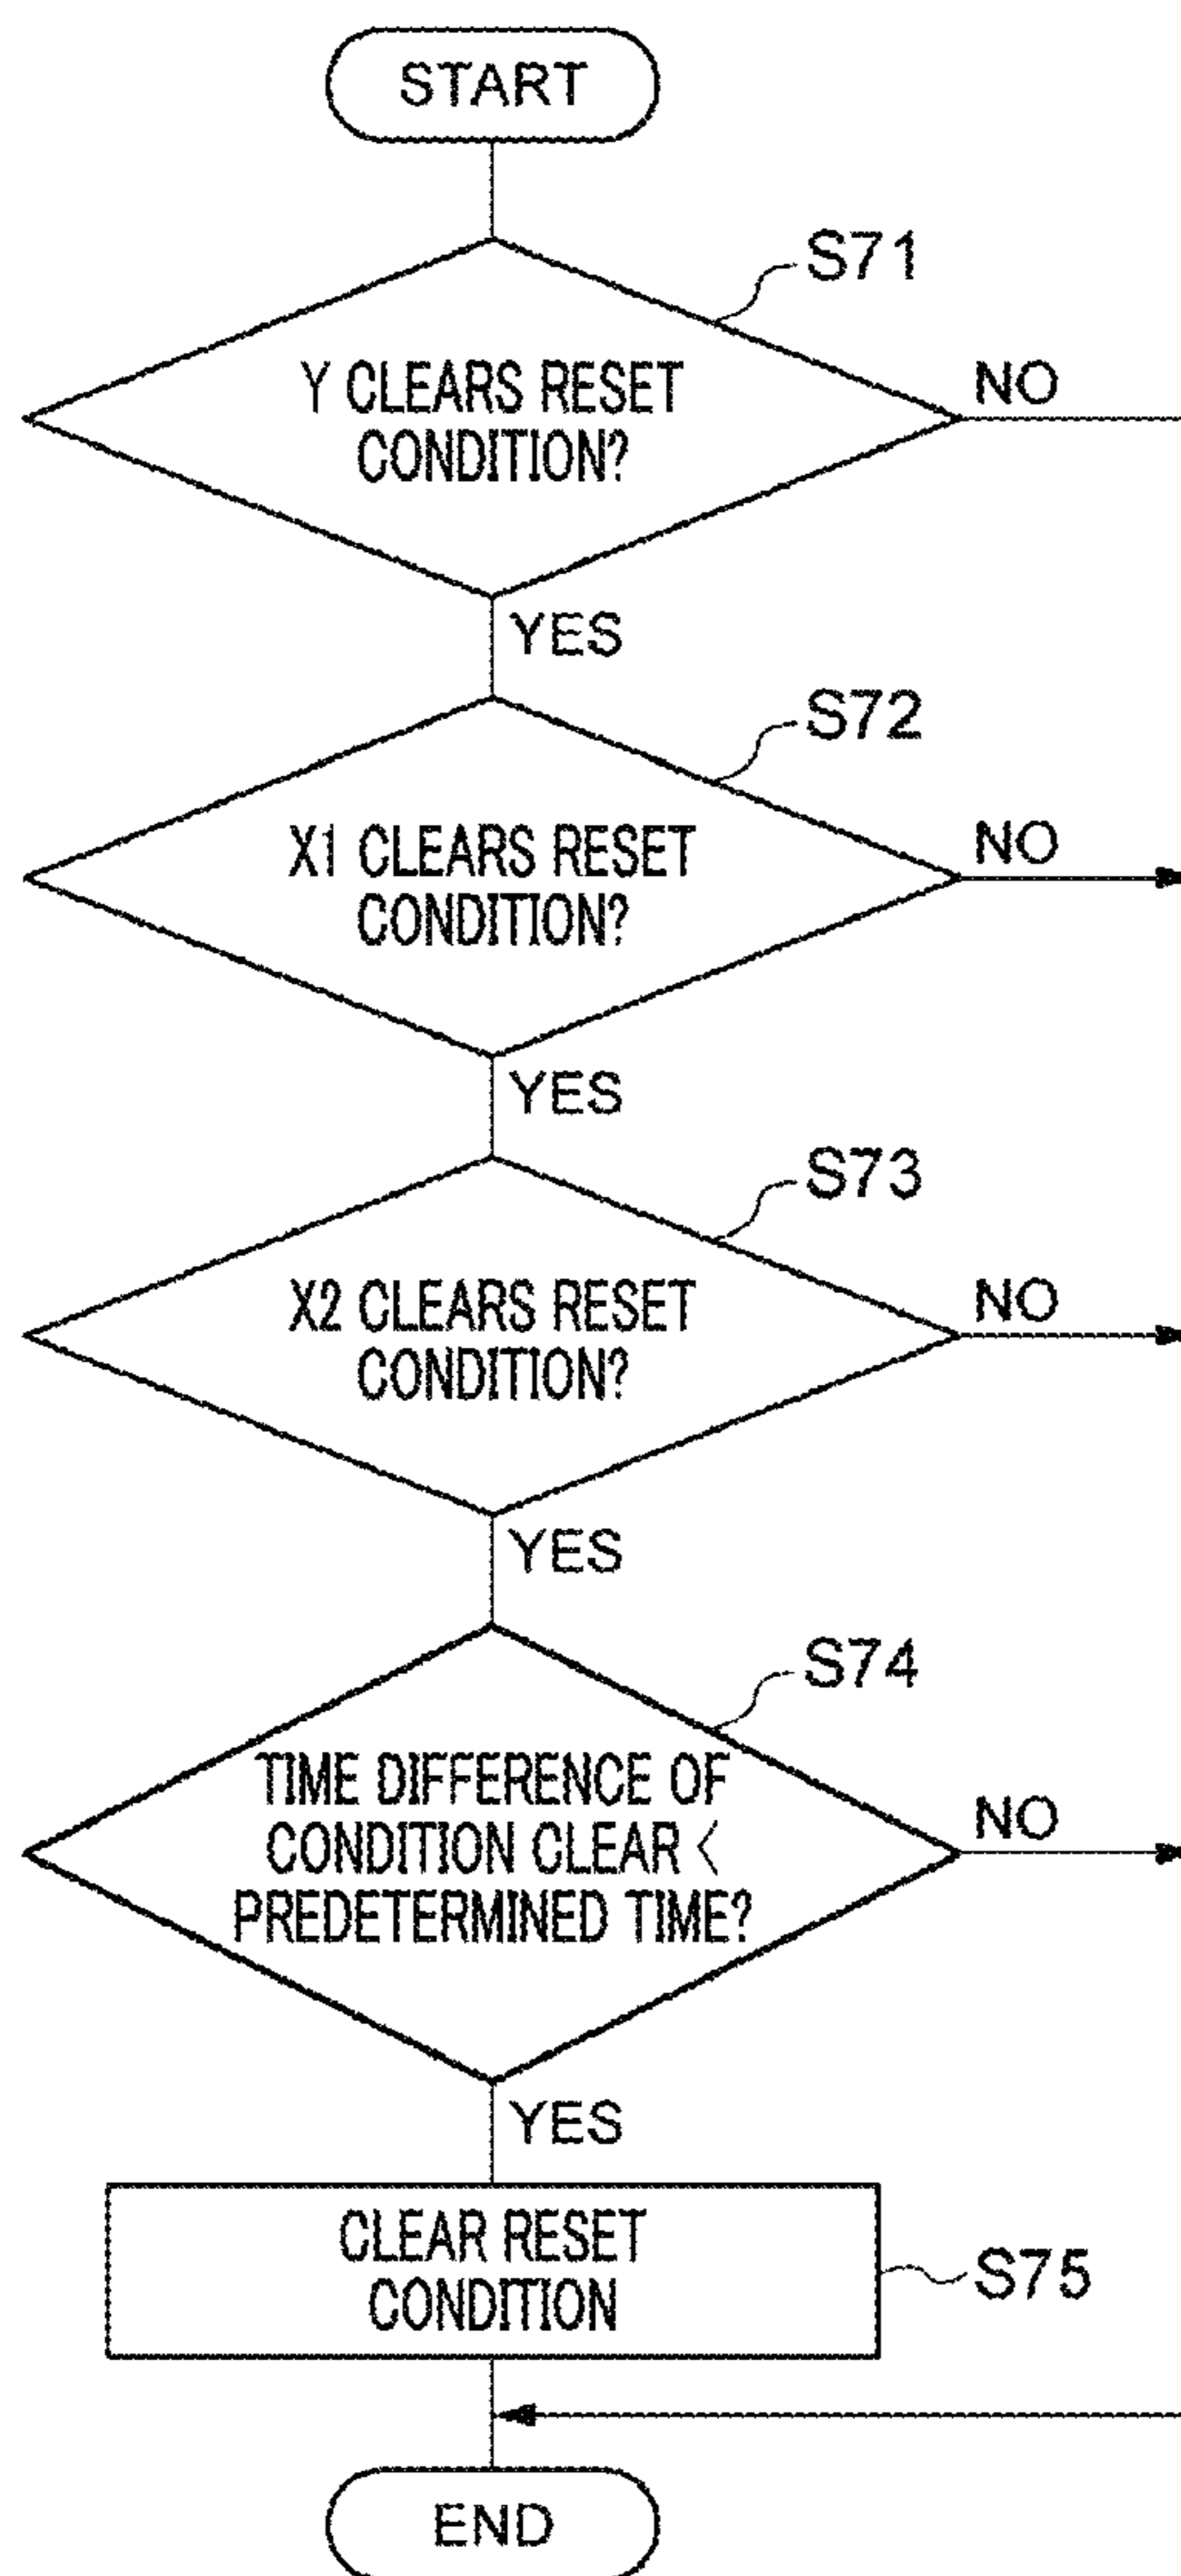 START
S71
Y CLEARS RESET
CONDITION?
NO
YES
S72
X1 CLEARS RESET
CONDITION?
NO
YES
S73
X2 CLEARS RESET
CONDITION?
NO
YES
S74
TIME DIFFERENCE OF
CONDITION CLEAR <
PREDETERMINED TIME?
NO
YES
CLEAR RESET
CONDITION
S75
END